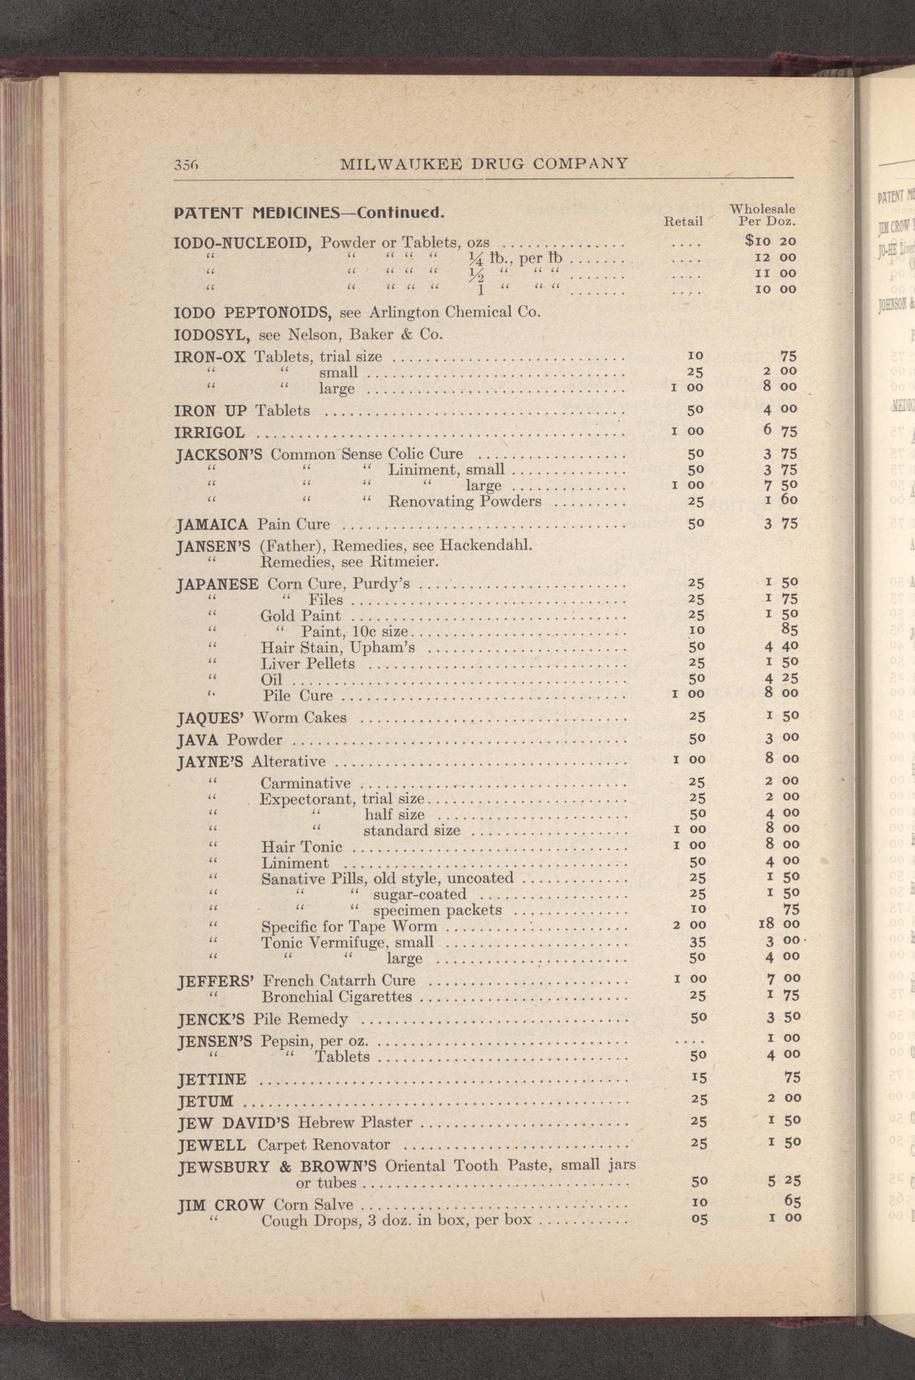 356 MILWAUKEE DRUG COMPANY
PATENT MEDICINES—Continued.
Retail Wholesale Per Doz.
IODO-NUCLEOID, Powder or Tablets, ozs ............... .... $10 20
" " " " " ¼ lb., per lb ....... .... 12 00
" " " " " ½ " " " ....... .... 11 00
" " " " " 1 " " " ....... .... 10 00
IODO PEPTONOIDS, see Arlington Chemical Co.
IODOSYL, see Nelson, Baker & Co.
IRON-OX Tablets, trial size ........................... 10 75
" " small .............................. 25 2 00
" " large .............................. 1 00 8 00
IRON UP Tablets ................................... 50 4 00
IRRIGOL ........................................... 1 00 6 75
JACKSON'S Common Sense Colic Cure .................. 50 3 75
" " " Liniment, small .............. 50 3 75
" " " " large .............. 1 00 7 50
" " " Renovating Powders ......... 25 1 60
JAMAICA Pain Cure ................................. 50 3 75
JANSEN'S (Father), Remedies, see Hackendahl.
" Remedies, see Ritmeier.
JAPANESE Corn Cure, Purdy's ........................ 25 1 50
" " Files ................................ 25 1 75
" Gold Paint ................................ 25 1 50
" " Paint, 10c size......................... 10 85
" Hair Stain, Upham's ....................... 50 4 40
" Liver Pellets .............................. 25 1 50
" Oil ....................................... 50 4 25
" Pile Cure ................................. 1 00 8 00
JAQUES' Worm Cakes ............................... 25 1 50
JAVA Powder ....................................... 50 3 00
JAYNE'S Alterative .................................. 1 00 8 00
" Carminative ............................... 25 2 00
" Expectorant, trial size....................... 25 2 00
" " half size ...................... 50 4 00
" " standard size .................. 1 00 8 00
" Hair Tonic ................................ 1 00 8 00
" Liniment ................................. 50 4 00
" Sanative Pills, old style, uncoated ............. 25 1 50
" " " sugar-coated .................. 25 1 50
" " " specimen packets .............. 10 75
" Specific for Tape Worm ..................... 2 00 18 00
" Tonic Vermifuge, small ..................... 35 3 00
" " " large ...................... 50 4 00
JEFFERS' French Catarrh Cure ....................... 1 00 7 00
" Bronchial Cigarettes ........................ 25 1 75
JENCK'S Pile Remedy ............................... 50 3 50
JENSEN'S Pepsin, per oz. ............................. .... 1 00
" " Tablets ............................. 50 4 00
JETTINE ........................................... 15 75
JETUM ............................................. 25 2 00
JEW DAVID'S Hebrew Plaster ........................ 25 1 50
JEWELL Carpet Renovator .......................... 25 1 50
JEWSBURY & BROWN'S Oriental Tooth Paste, small jars
or tubes ............................... 50 5 25
JIM CROW Corn Salve ............................... 10 65
" Cough Drops, 3 doz. in box, per box ........... 05 1 00
PATENT
JIM CROW
JO-HE
JOHNSON &